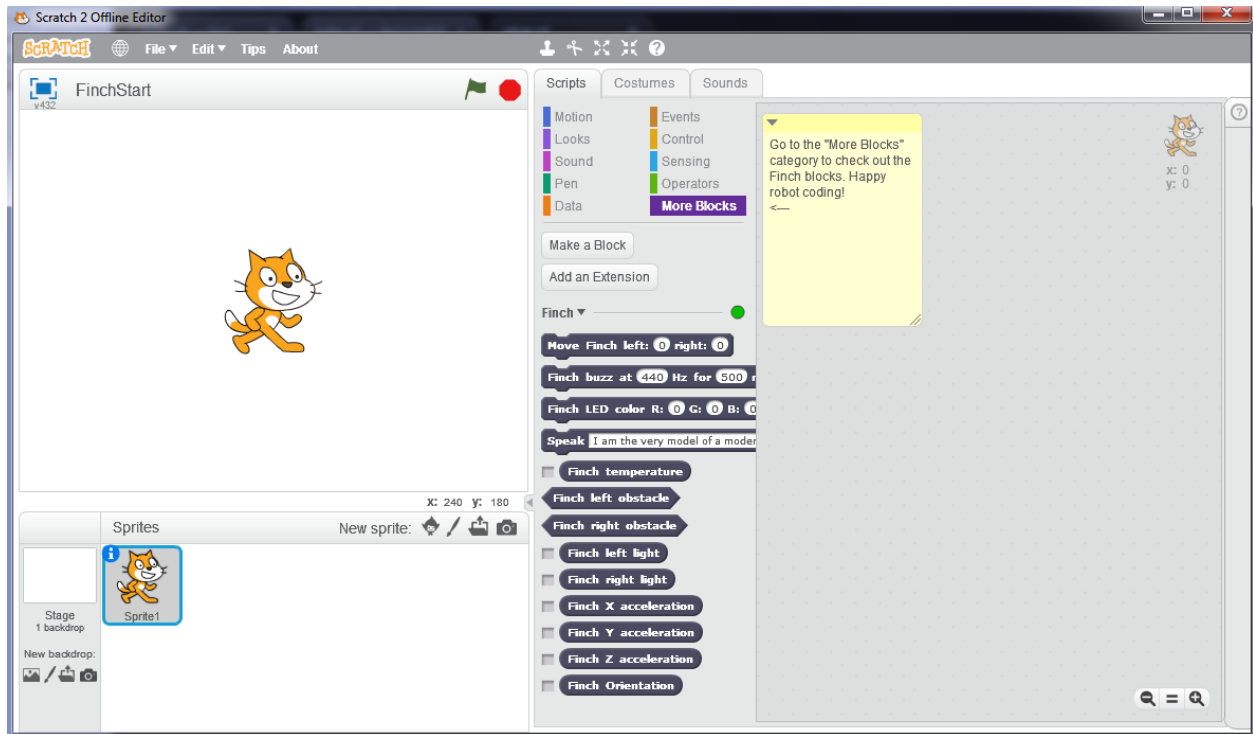 Scratch 2 Offline Editor
SCRATCH File Edit Tips About
v432
FinchStart
Scripts Costumes Sounds
Motion Events
Looks Control
Sound Sensing
Pen Operators
Data More Blocks
Make a Block
Add an Extension
Finch
Move Finch left: 0 right: 0
Finch buzz at 440 Hz for 500
Finch LED color R: 0 G: 0 B: 0
Speak I am the very model of a moder
Finch temperature
Finch left obstacle
Finch right obstacle
Finch left light
Finch right light
Finch X acceleration
Finch Y acceleration
Finch Z acceleration
Finch Orientation
Go to the "More Blocks"
category to check out the
Finch blocks. Happy
robot coding!
<---
x: 0
y: 0
X: 240 y: 180
Sprites New sprite:
Stage
1 backdrop
New backdrop:
Sprite1